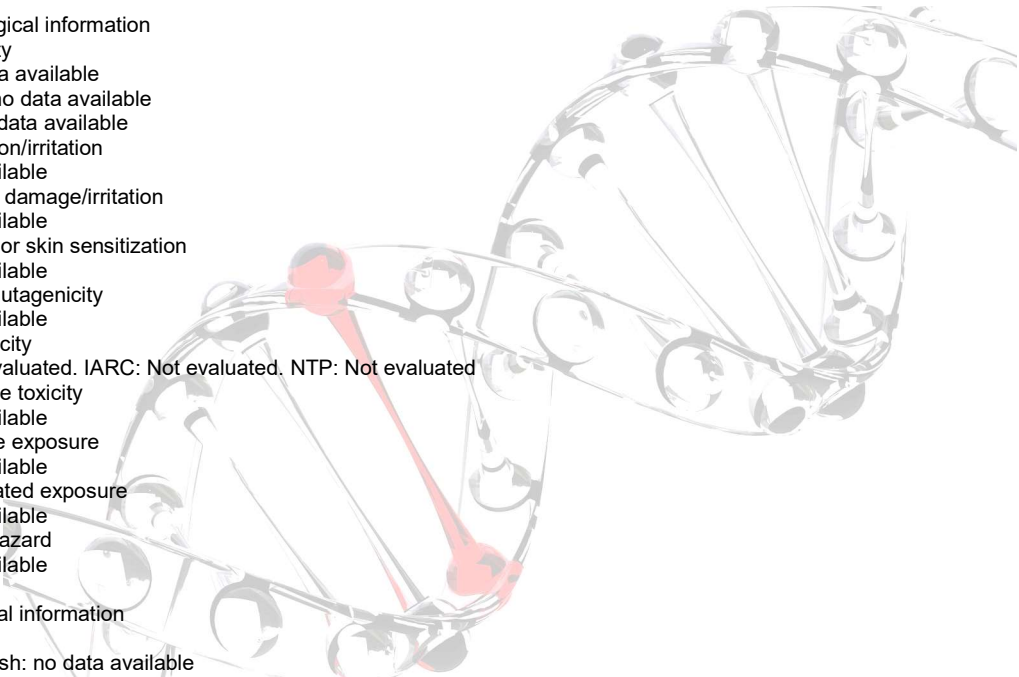 gical information
ty
a available
no data available
data available
on/irritation
ilable
damage/irritation
ilable
or skin sensitization
ilable
utagenicity
ilable
city
valuated. IARC: Not evaluated. NTP: Not evaluated
e toxicity
ilable
e exposure
ilable
ated exposure
ilable
azard
ilable
al information
sh: no data available